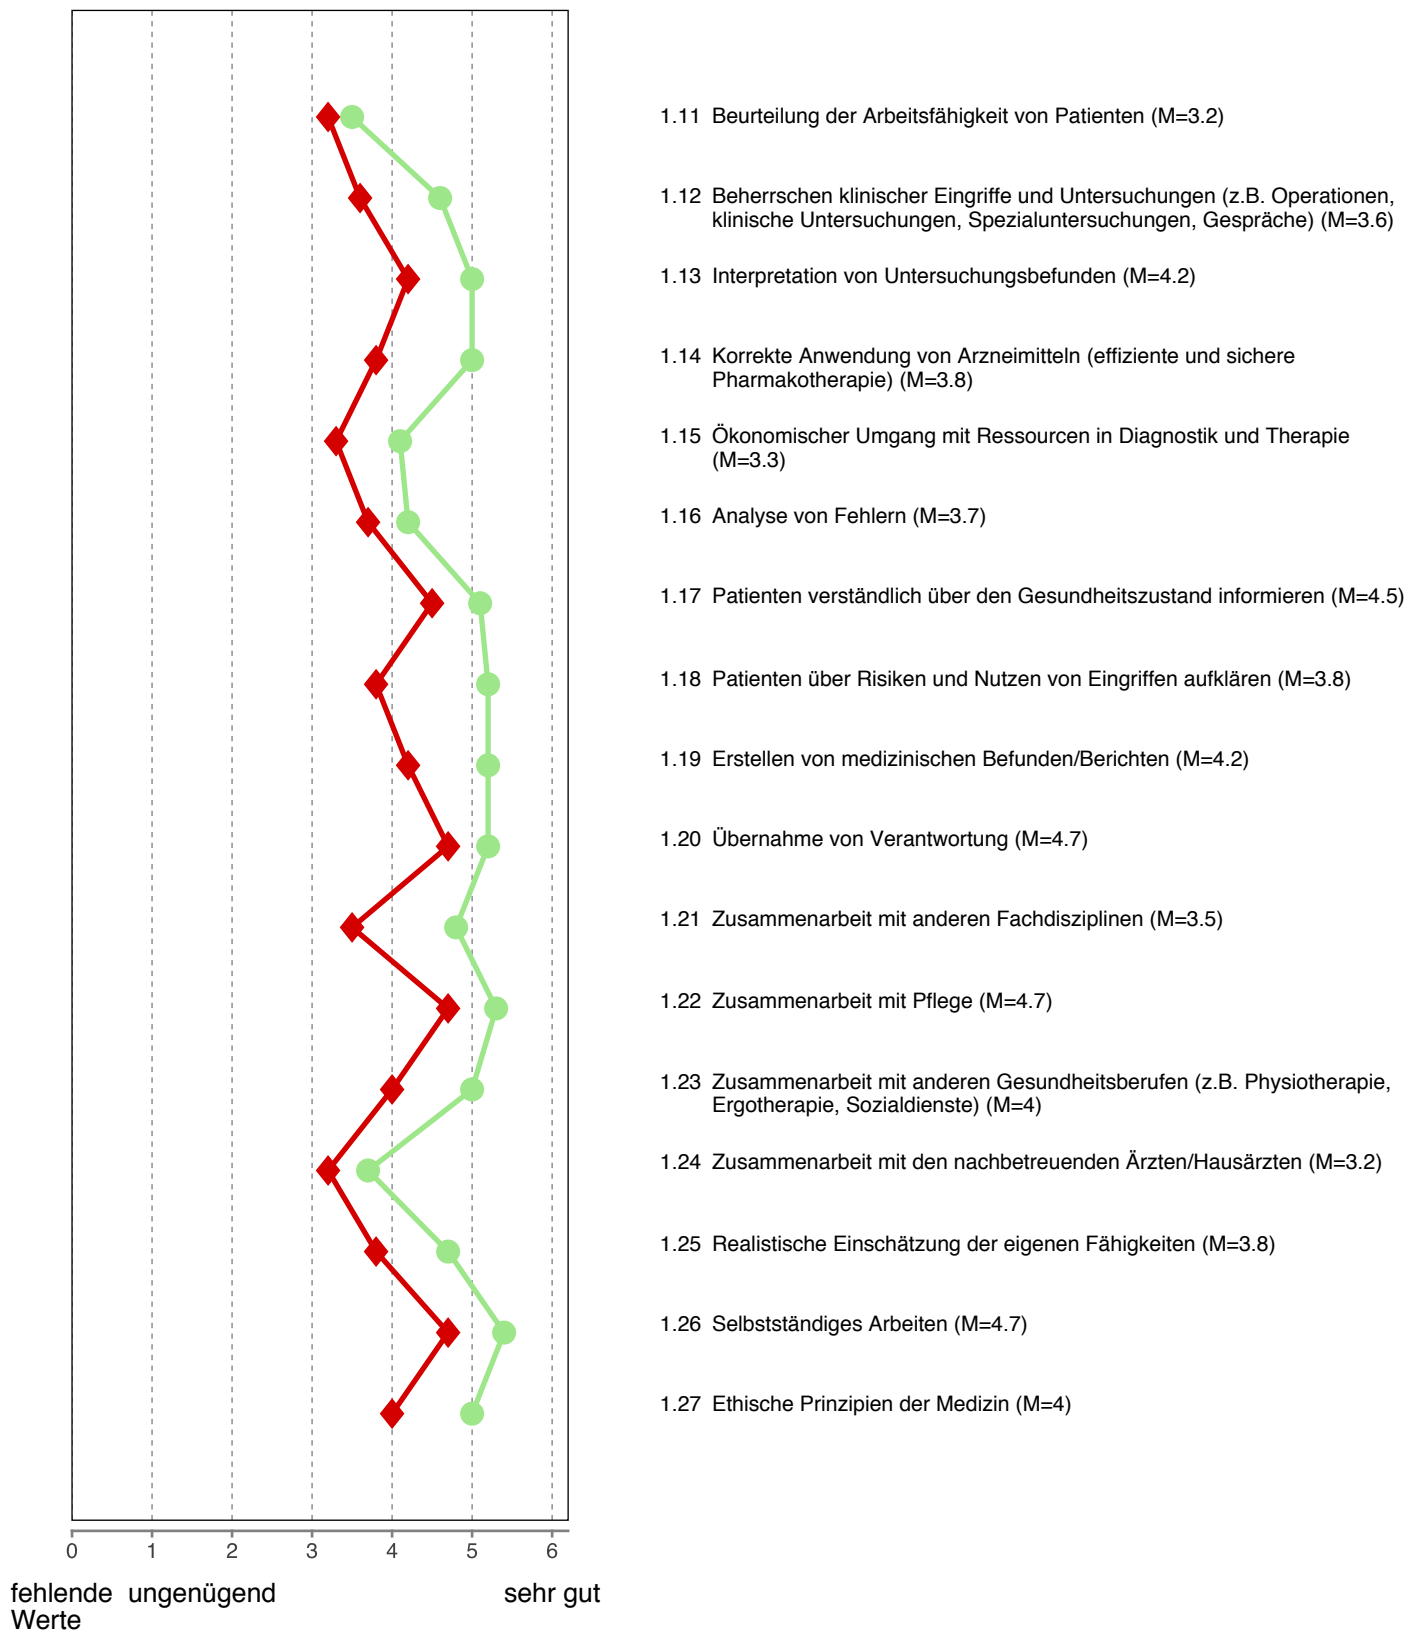 1.11 Beurteilung der Arbeitsfähigkeit von Patienten (M=3.2)
1.12 Beherrschen klinischer Eingriffe und Untersuchungen (z.B. Operationen,
klinische Untersuchungen, Spezialuntersuchungen, Gespräche) (M=3.6)
1.13 Interpretation von Untersuchungsbefunden (M=4.2)
1.14 Korrekte Anwendung von Arzneimitteln (effiziente und sichere
Pharmakotherapie) (M=3.8)
1.15 Ökonomischer Umgang mit Ressourcen in Diagnostik und Therapie
(M=3.3)
1.16 Analyse von Fehlern (M=3.7)
1.17 Patienten verständlich über den Gesundheitszustand informieren (M=4.5)
1.18 Patienten über Risiken und Nutzen von Eingriffen aufklären (M=3.8)
1.19 Erstellen von medizinischen Befunden/Berichten (M=4.2)
1.20 Übernahme von Verantwortung (M=4.7)
1.21 Zusammenarbeit mit anderen Fachdisziplinen (M=3.5)
1.22 Zusammenarbeit mit Pflege (M=4.7)
1.23 Zusammenarbeit mit anderen Gesundheitsberufen (z.B. Physiotherapie,
Ergotherapie, Sozialdienste) (M=4)
1.24 Zusammenarbeit mit den nachbetreuenden Ärzten/Hausärzten (M=3.2)
1.25 Realistische Einschätzung der eigenen Fähigkeiten (M=3.8)
1.26 Selbstständiges Arbeiten (M=4.7)
1.27 Ethische Prinzipien der Medizin (M=4)
0 1 2 3 4 5 6
fehlende ungenügend sehr gut
Werte